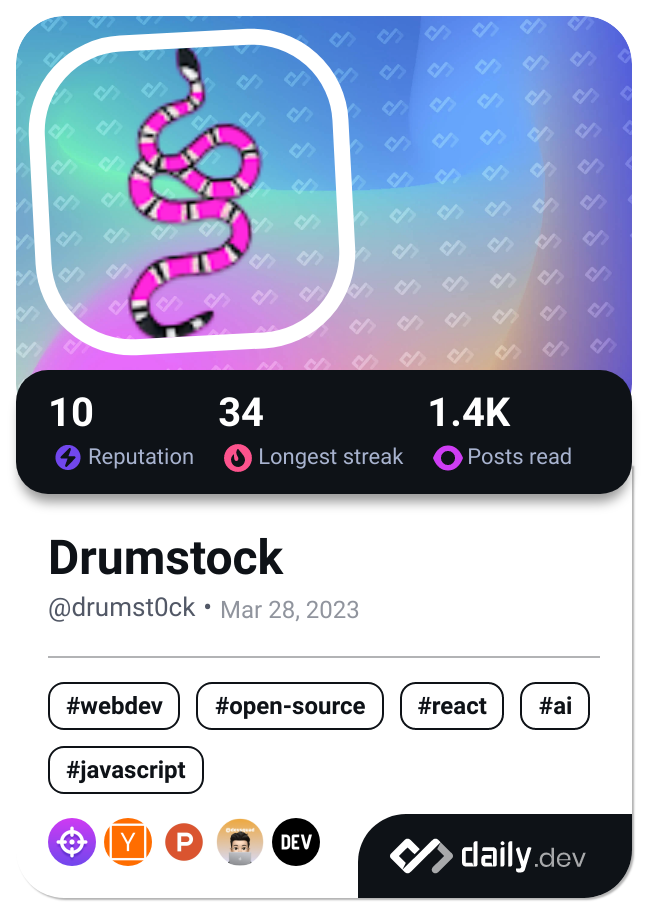 10 34 1.4K
Reputation Longest streak Posts read
Drumstock
@drumst0ck • Mar 28, 2023
#webdev #open-source #react #ai
#javascript
Y P DEV
daily.dev